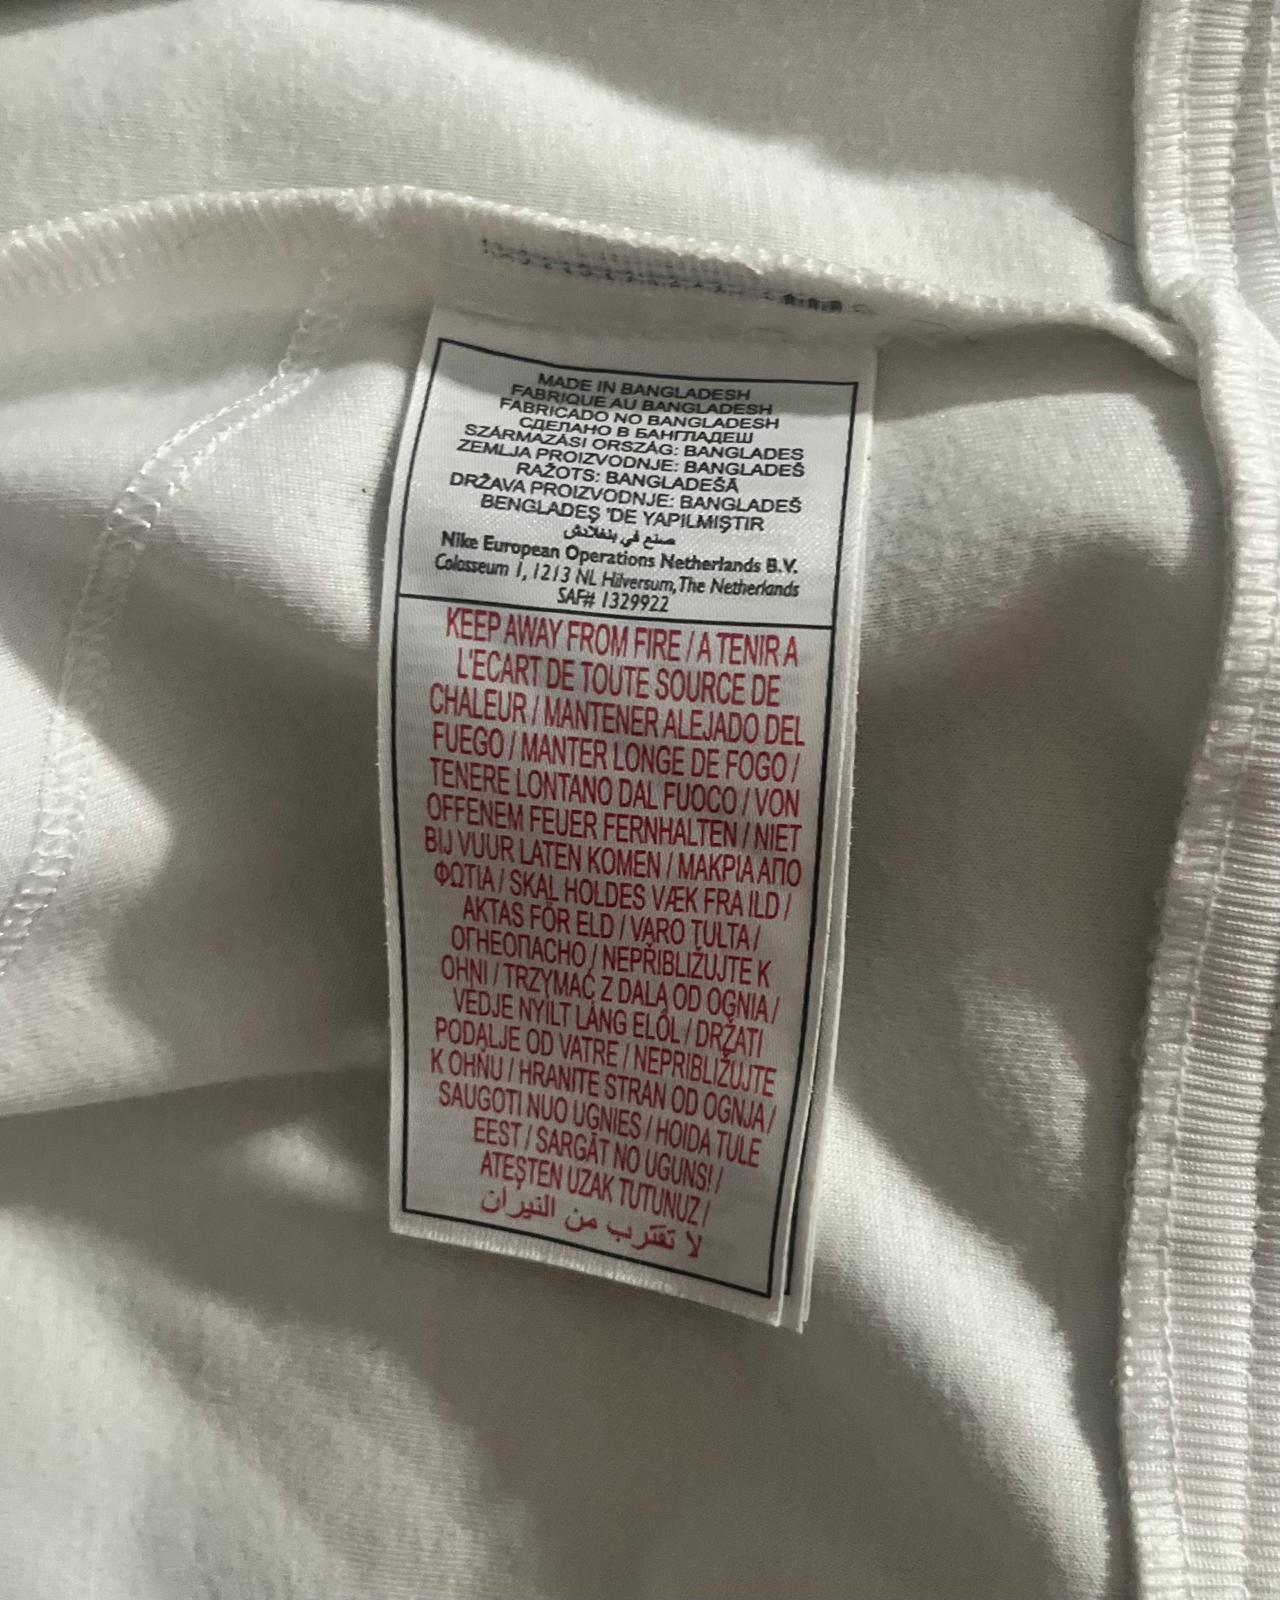 MADE IN BANGLADESH
FABRIQUE AU BANGLADESH
FABRICADO NO BANGLADESH
СДЕЛАНО В БАНГЛАДЕШ
SZÁRMAZÁSI ORSZÁG: BANGLADES
ZEMLJA PROIZVODNJE: BANGLADEŠ
RAŽOTS: BANGLADEŠĀ
DRŽAVA PROIZVODNJE: BANGLADEŠ
BENGLADEŞ 'DE YAPILMIŞTIR
صنع في بنغلادش
Nike European Operations Netherlands B.V.
Colosseum 1, 1213 NL Hilversum, The Netherlands
SAF# 1329922
KEEP AWAY FROM FIRE / A TENIR A
L'ECART DE TOUTE SOURCE DE
CHALEUR / MANTENER ALEJADO DEL
FUEGO / MANTER LONGE DE FOGO /
TENERE LONTANO DAL FUOCO / VON
OFFENEM FEUER FERNHALTEN / NIET
BIJ VUUR LATEN KOMEN / ΜΑΚΡΙΑ ΑΠΟ
ΦΩΤΙΑ / SKAL HOLDES VÆK FRA ILD /
AKTAS FÖR ELD / VARO TULTA /
ОГНЕОПАСНО / NEPŘIBLIŽUJTE K
OHNI / TRZYMAĆ Z DALA OD OGNIA /
VÉDJE NYÍLT LÁNG ELŐL / DRŽATI
PODALJE OD VATRE / NEPRIBLIŽUJTE
K OHŇU / HRANITE STRAN OD OGNJA /
SAUGOTI NUO UGNIES / HOIDA TULE
EEST / SARGĀT NO UGUNS! /
ATEŞTEN UZAK TUTUNUZ /
لا تقترب من النيران